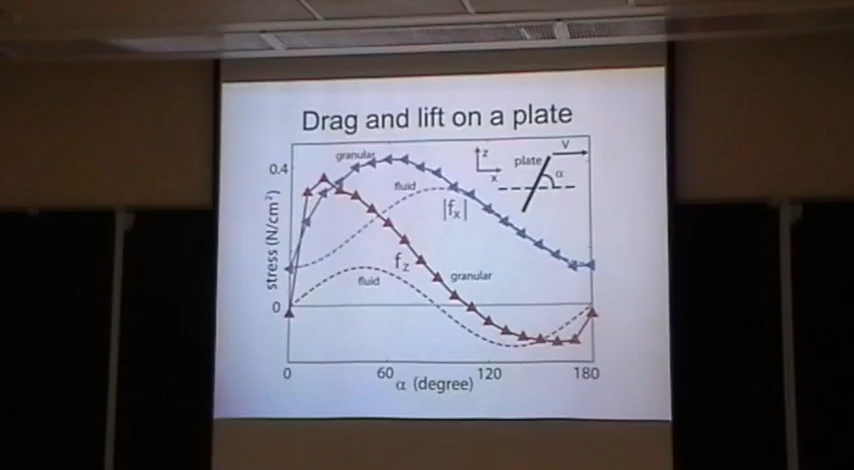 Drag and lift on a plate
granular
0.4
z
x
plate
V
α
fluid
|fx|
stress (N/cm²)
fz
fluid
granular
0
0
60
120
180
α (degree)